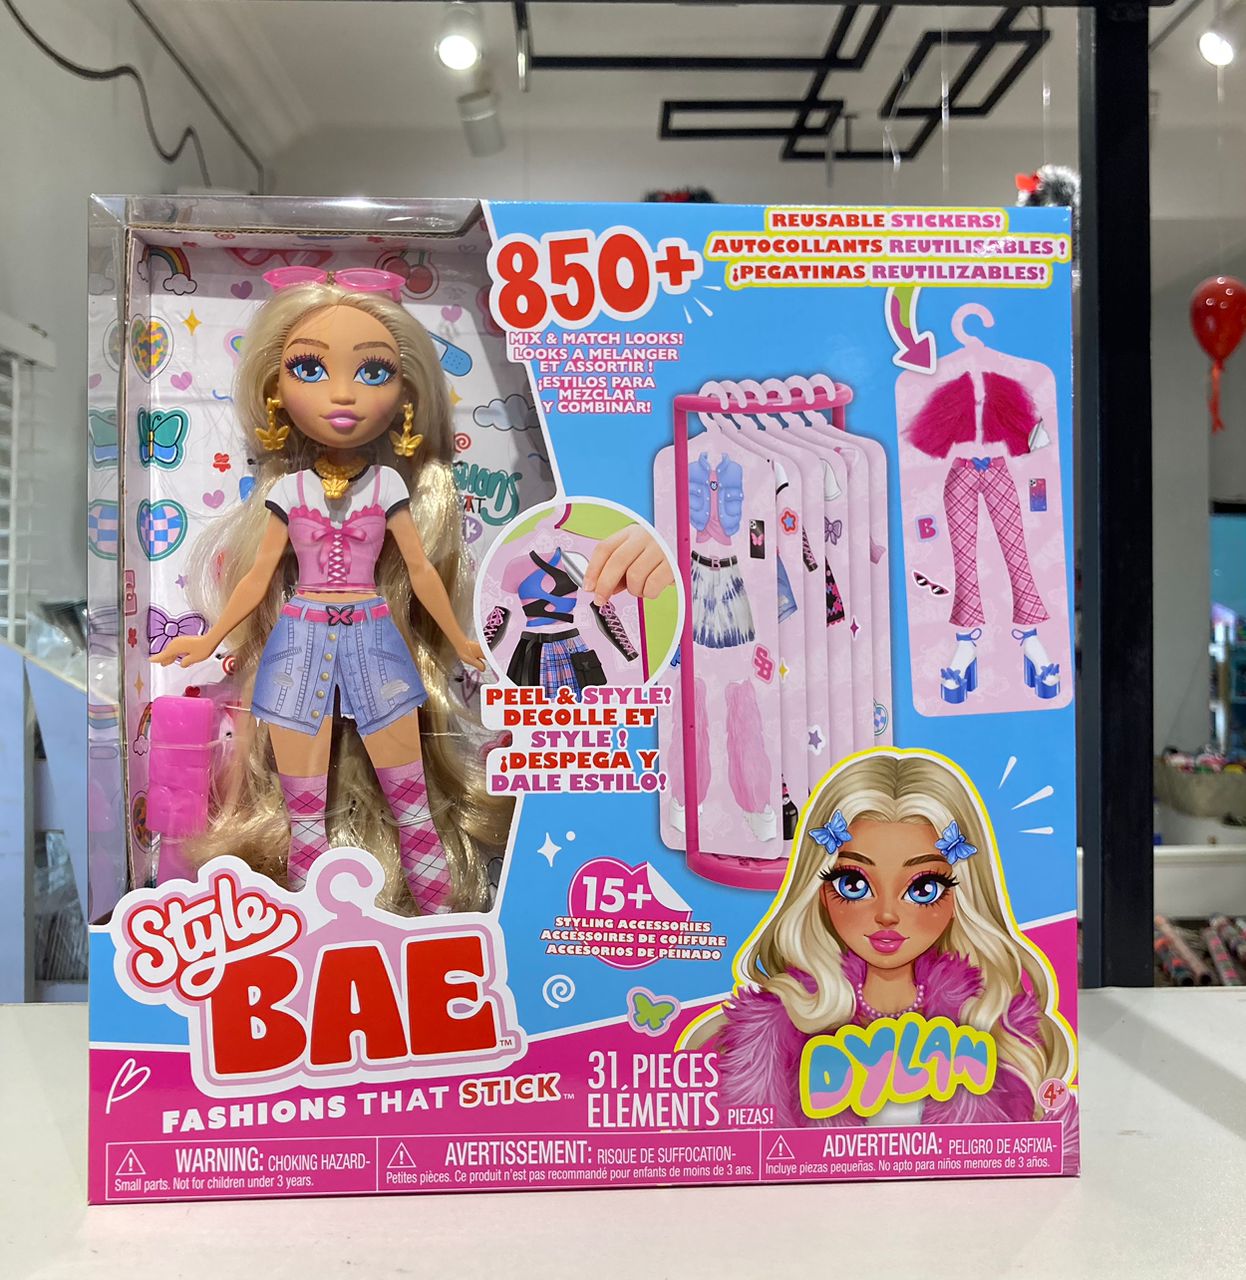 850+
MIX & MATCH LOOKS!
LOOKS A MELANGER
ET ASSORTIR !
¡ESTILOS PARA
MEZCLAR
Y COMBINAR!
REUSABLE STICKERS!
AUTOCOLLANTS REUTILISABLES !
¡PEGATINAS REUTILIZABLES!
B
SB
PEEL & STYLE!
DECOLLE ET
STYLE !
¡DESPEGA Y
DALE ESTILO!
15+
STYLING ACCESSORIES
ACCESSOIRES DE COIFFURE
ACCESORIOS DE PEINADO
Style
BAE™
FASHIONS THAT STICK™
31 PIECES
ELÉMENTS PIEZAS!
DYLAN
4+
WARNING: CHOKING HAZARD-
Small parts. Not for children under 3 years.
AVERTISSEMENT: RISQUE DE SUFFOCATION-
Petites pièces. Ce produit n'est pas recommandé pour enfants de moins de 3 ans.
ADVERTENCIA: PELIGRO DE ASFIXIA-
Incluye piezas pequeñas. No apto para niños menores de 3 años.